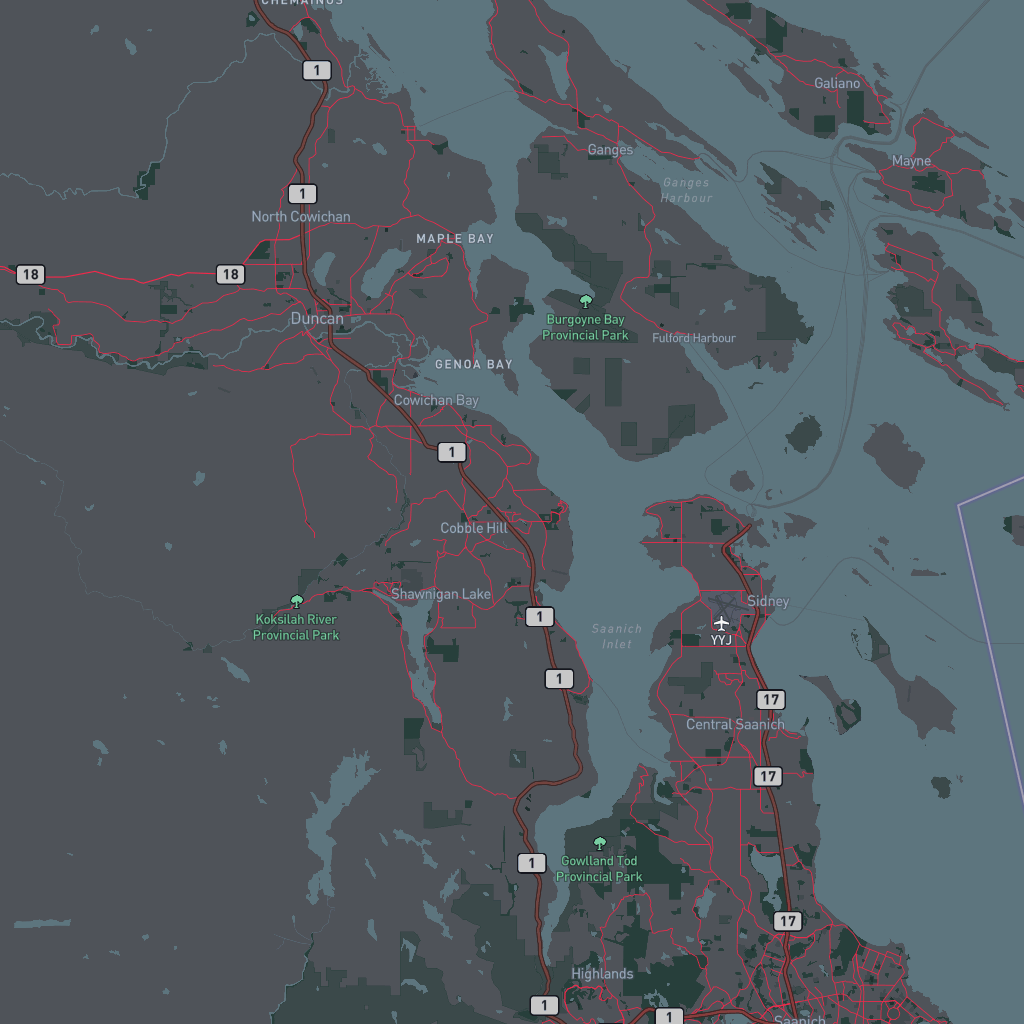 CHEMAINUS
1
Galiano
Ganges
Mayne
Ganges
Harbour
1
North Cowichan
MAPLE BAY
18
18
Burgoyne Bay
Provincial Park
Duncan
Fulford Harbour
GENOA BAY
Cowichan Bay
1
Cobble Hill
Shawnigan Lake
Sidney
Koksilah River
Provincial Park
1
Saanich
Inlet
YYJ
1
17
Central Saanich
17
1
Gowlland Tod
Provincial Park
17
Highlands
1
1
Saanich